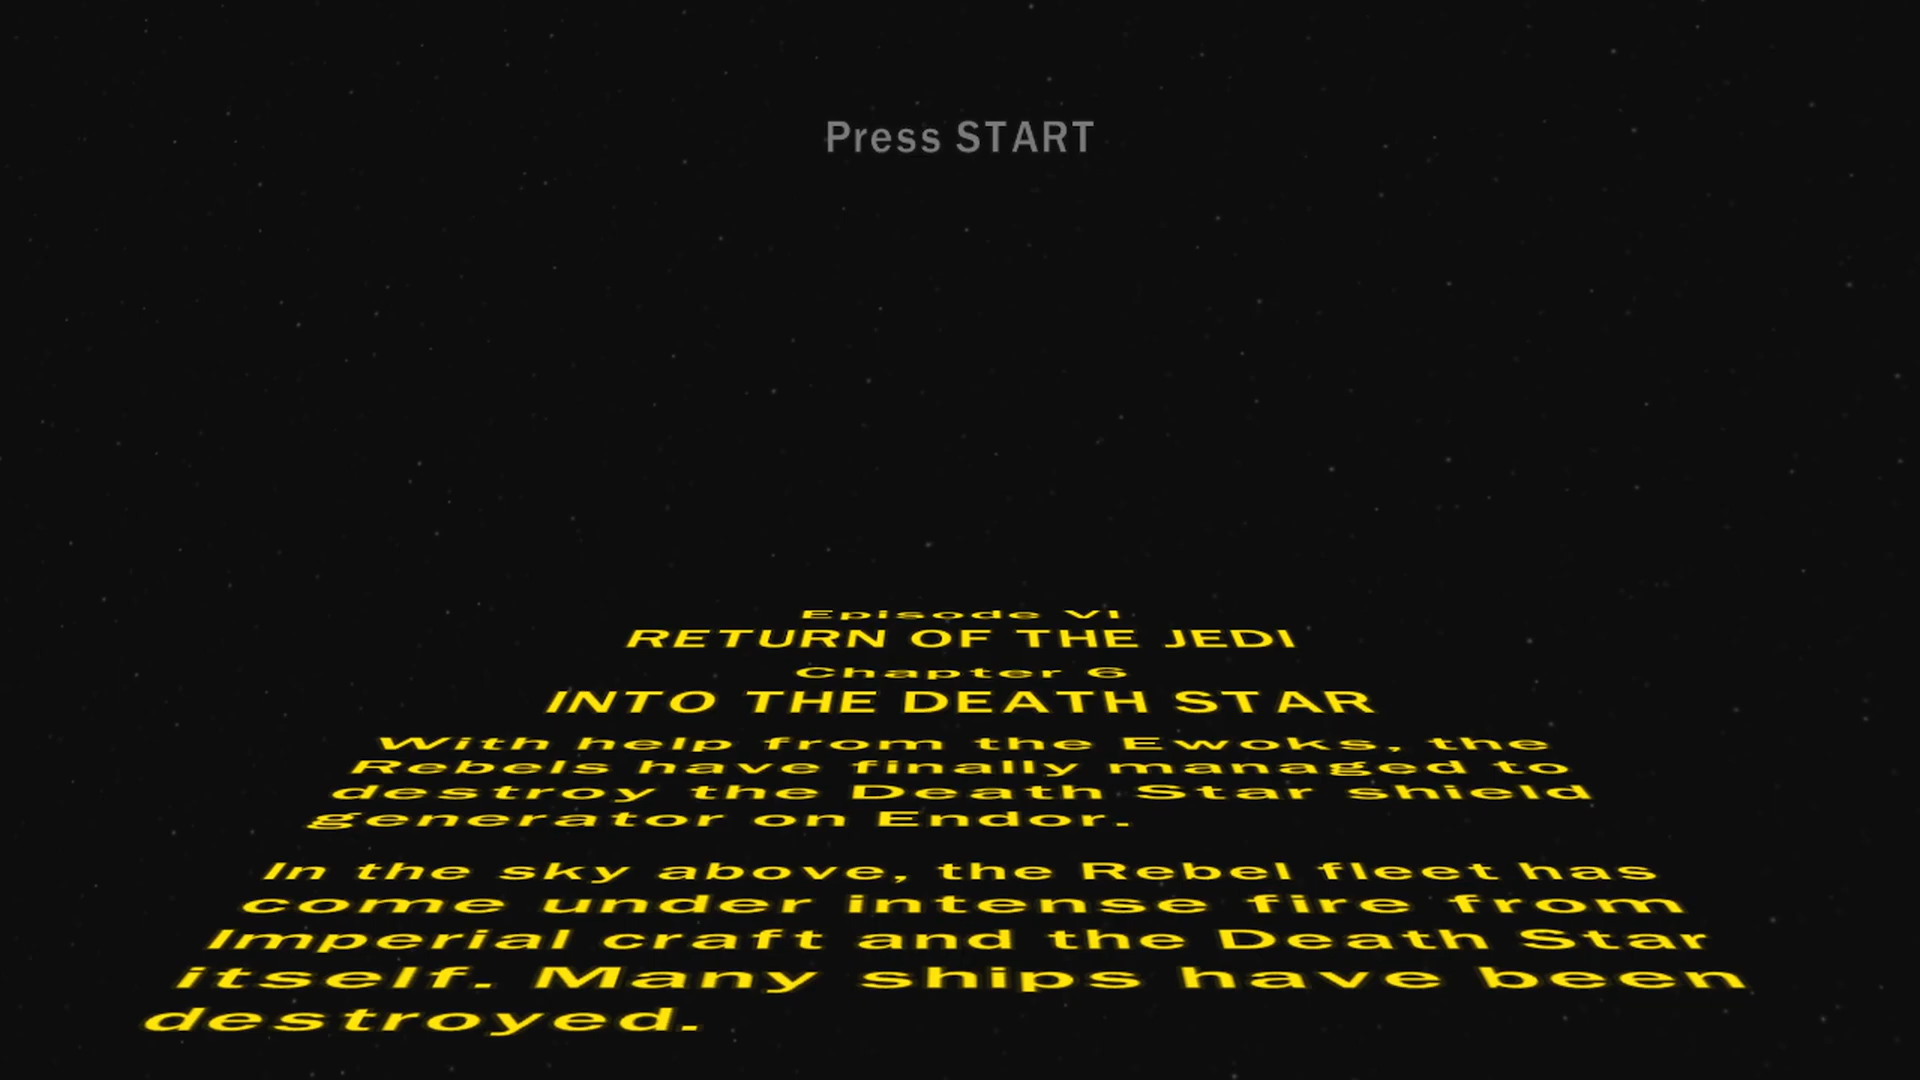 Press START
Episode VI
RETURN OF THE JEDI
Chapter 6
INTO THE DEATH STAR
With help from the Ewoks, the
Rebels have finally managed to
destroy the Death Star shield
generator on Endor.
In the sky above, the Rebel fleet has
come under intense fire from
Imperial craft and the Death Star
itself. Many ships have been
destroyed.